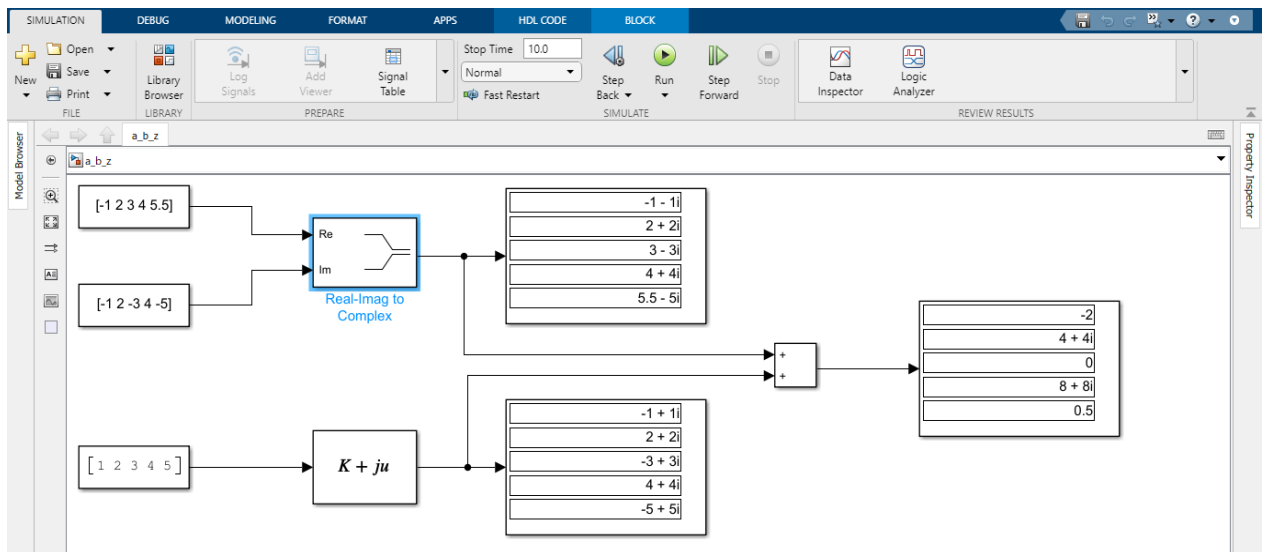 SIMULATION DEBUG MODELING FORMAT APPS HDL CODE BLOCK
New
Open
Save
Print
FILE
Library
Browser
LIBRARY
Log
Signals
Add
Viewer
Signal
Table
PREPARE
Stop Time 10.0
Normal
Fast Restart
Step
Back
Run
Step
Forward
Stop
SIMULATE
Data
Inspector
Logic
Analyzer
REVIEW RESULTS
Model Browser
Property Inspector
a_b_z
a_b_z
[-1 2 3 4 5.5]
[-1 2 -3 4 -5]
Re
Im
Real-Imag to
Complex
-1 - 1i
2 + 2i
3 - 3i
4 + 4i
5.5 - 5i
[1 2 3 4 5]
K + ju
-1 + 1i
2 + 2i
-3 + 3i
4 + 4i
-5 + 5i
+
+
-2
4 + 4i
0
8 + 8i
0.5